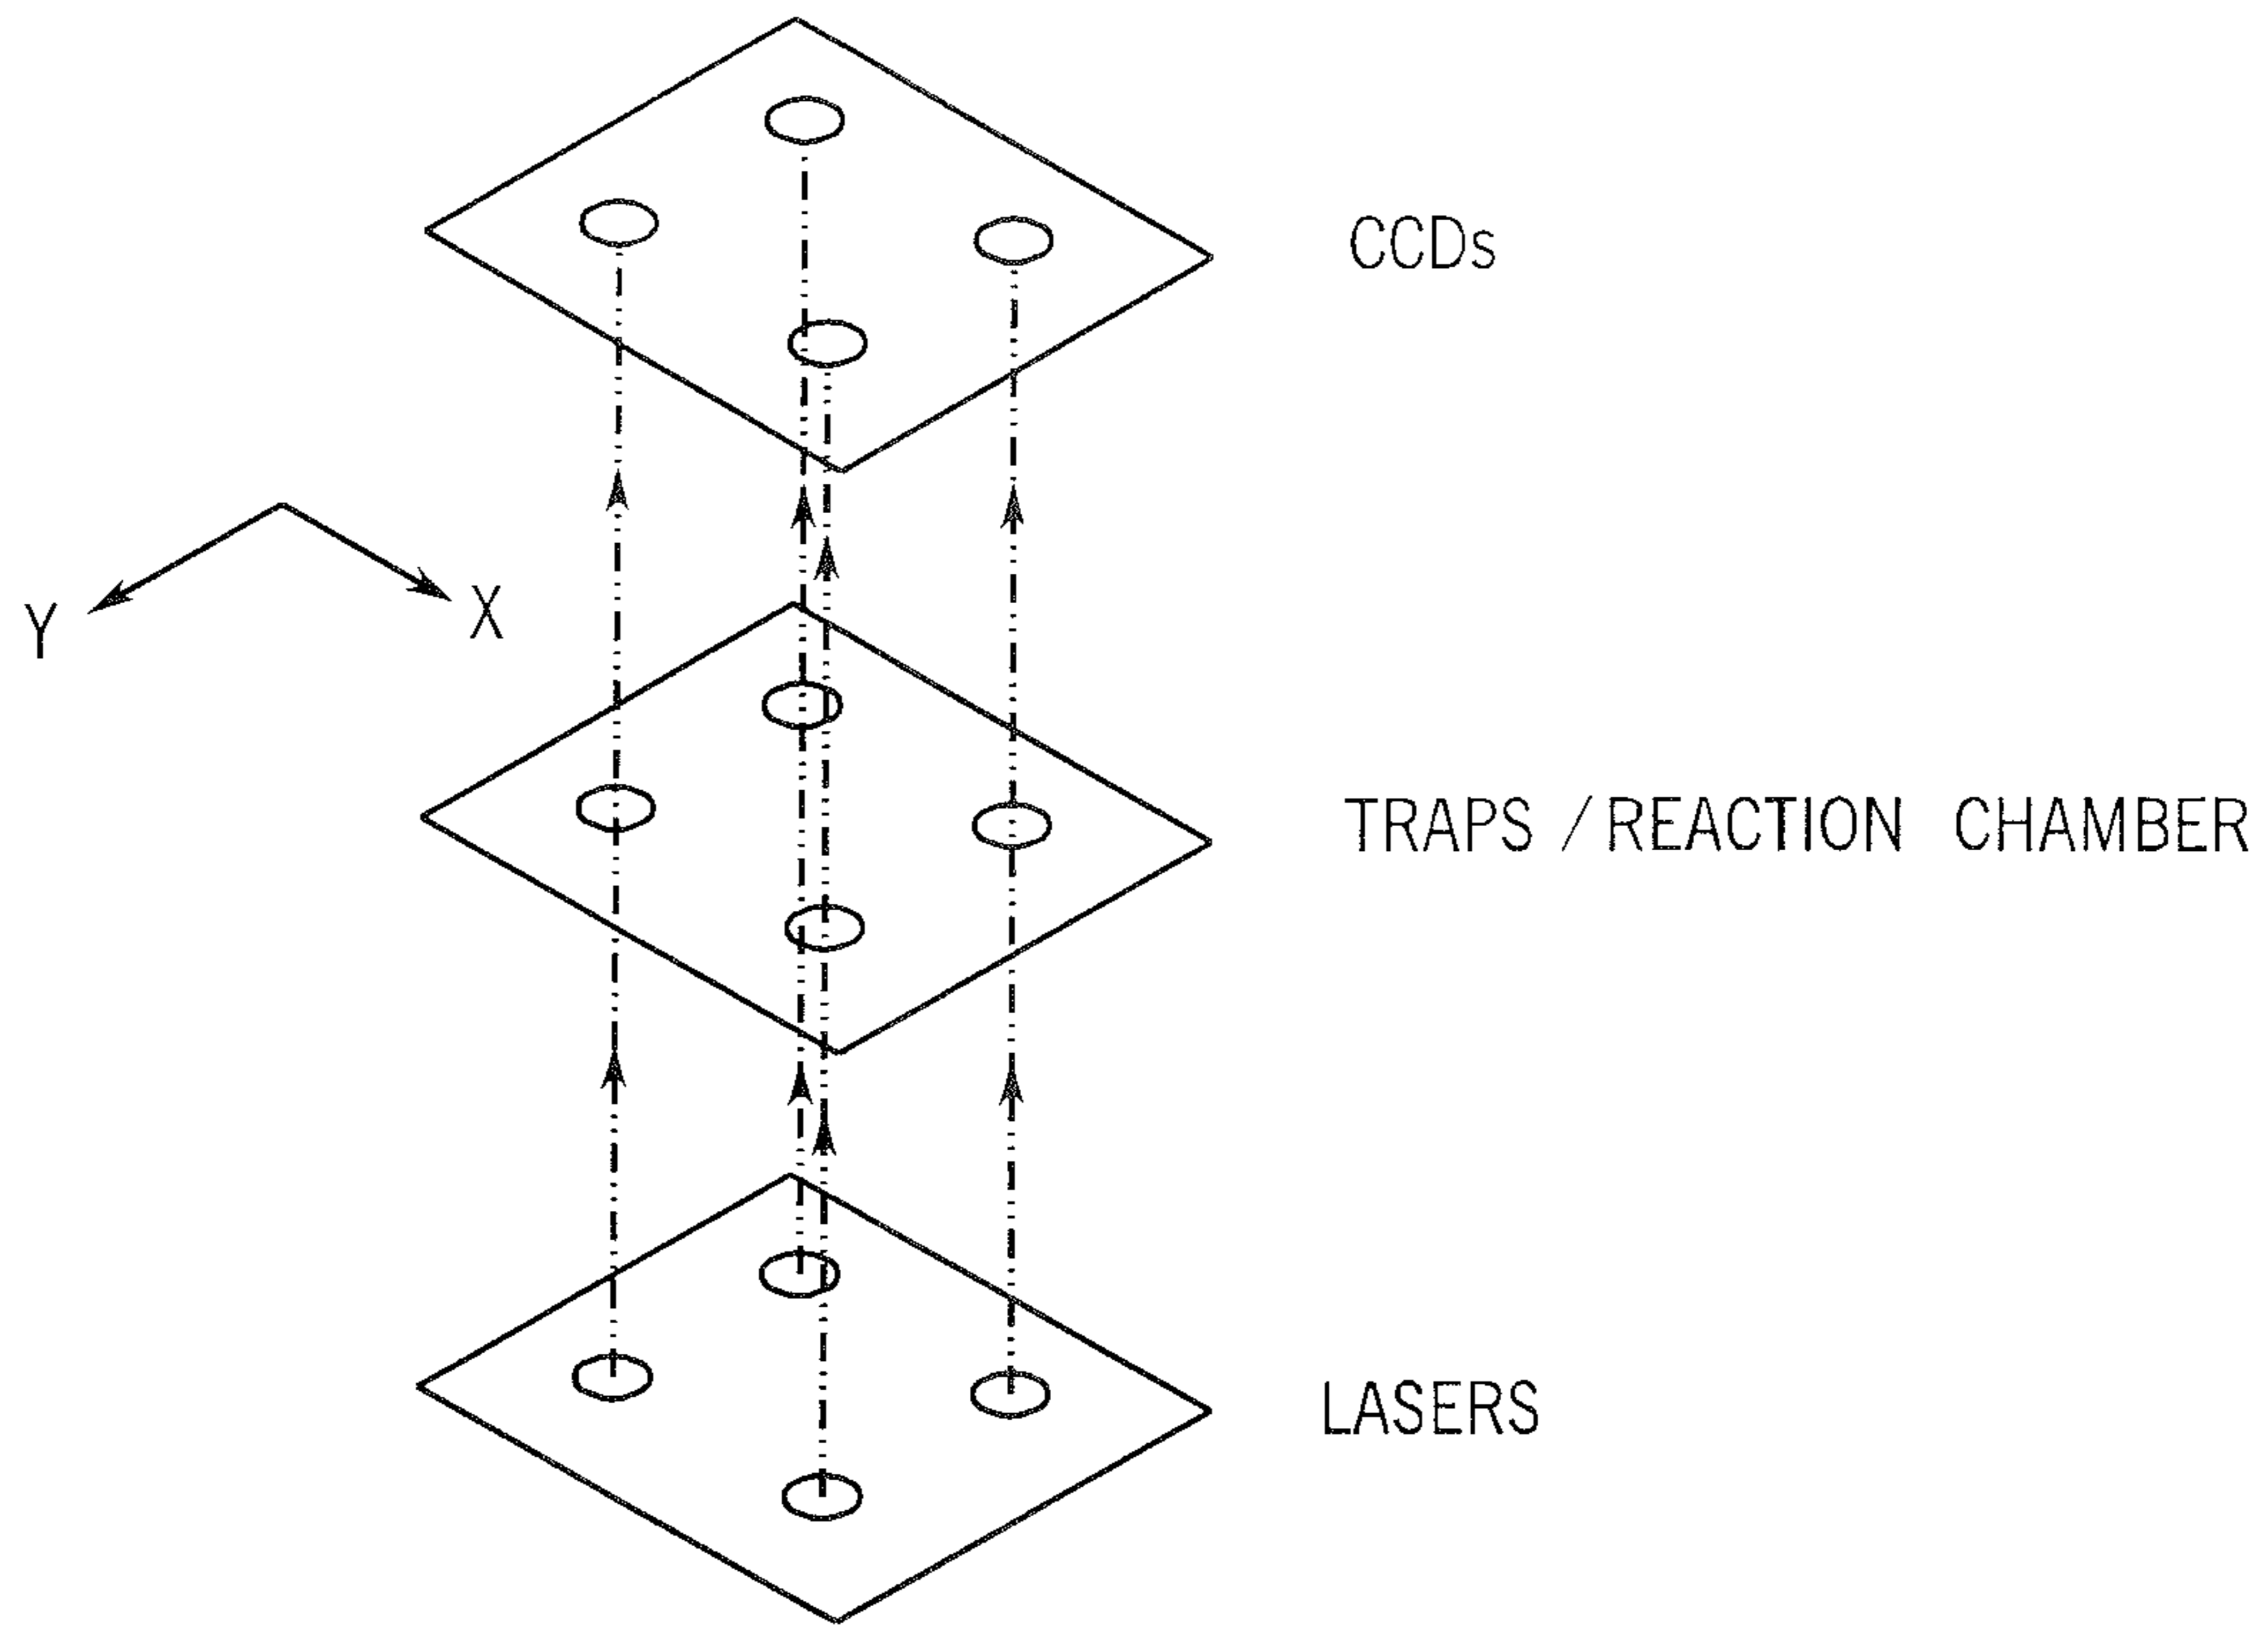 CCDs
Y
X
TRAPS / REACTION CHAMBER
LASERS